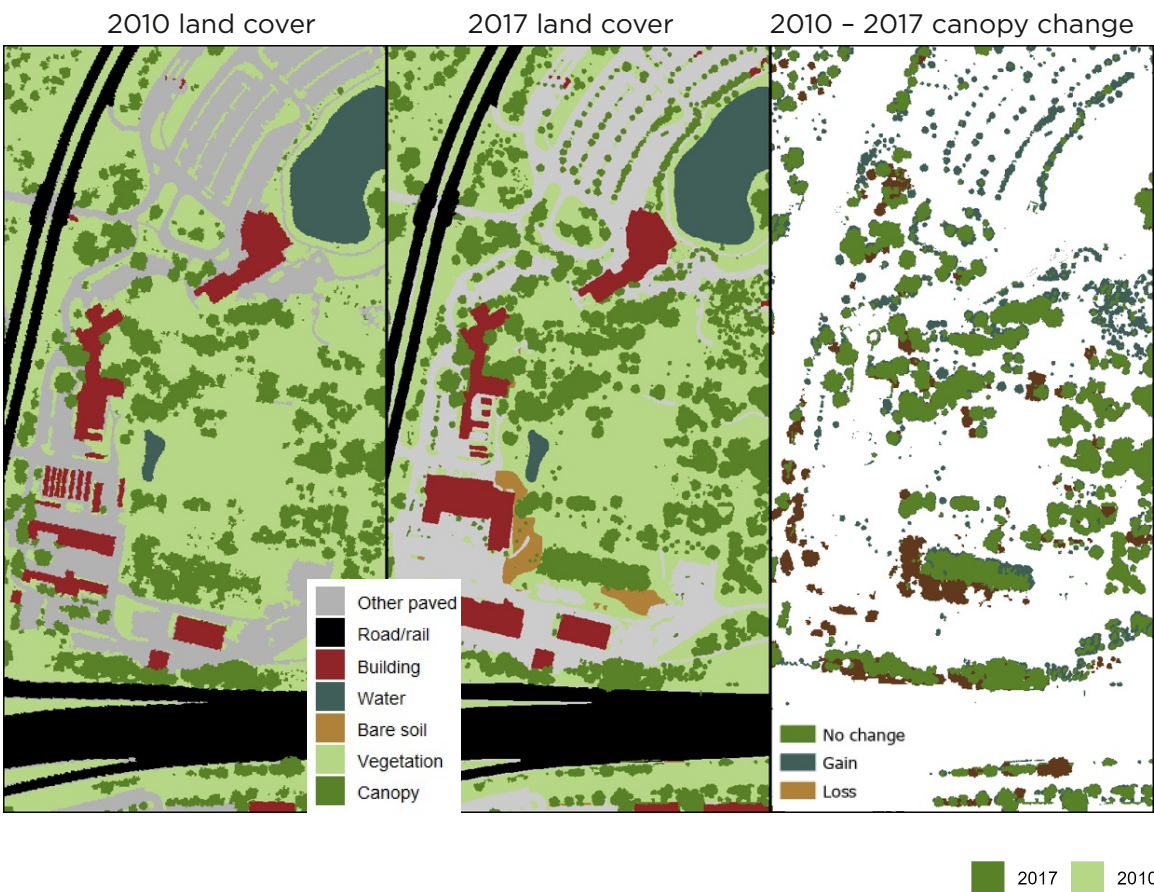 2010 land cover
2017 land cover
2010 – 2017 canopy change
Other paved
Road/rail
Building
Water
Bare soil
Vegetation
Canopy
No change
Gain
Loss
2017
2010